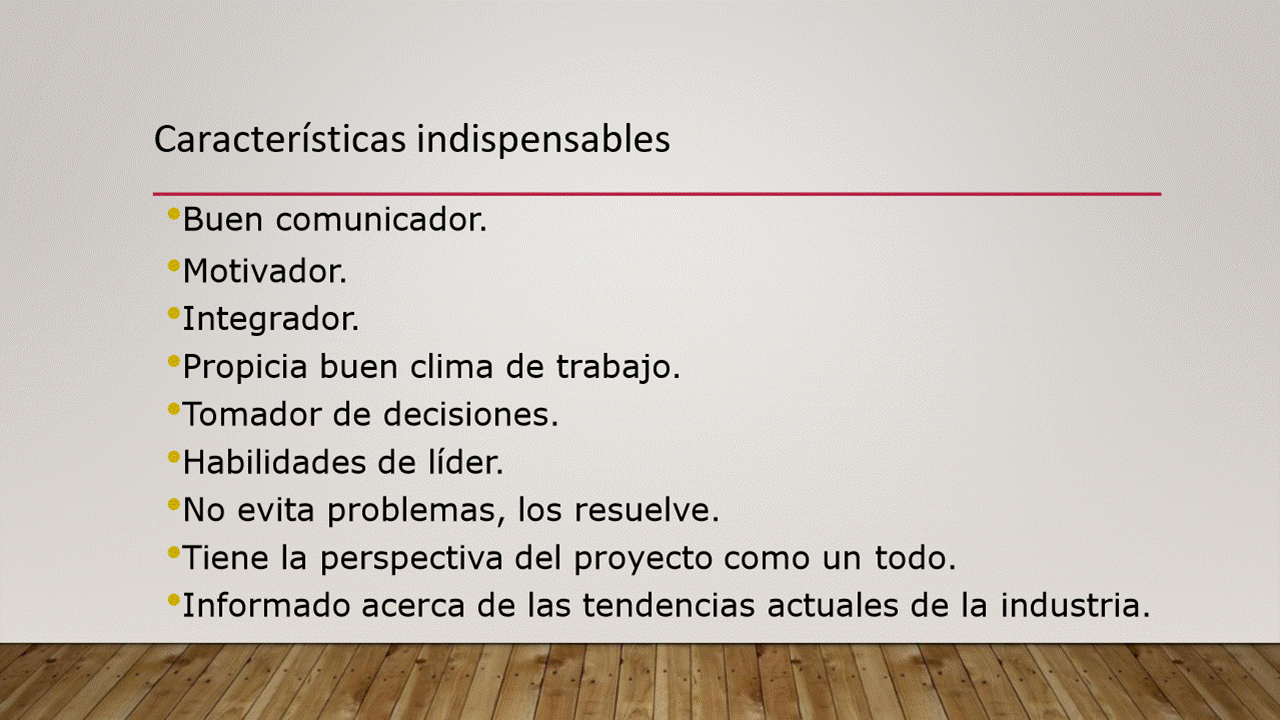 Características indispensables
•Buen comunicador.
•Motivador.
•Integrador.
•Propicia buen clima de trabajo.
•Tomador de decisiones.
•Habilidades de líder.
•No evita problemas, los resuelve.
•Tiene la perspectiva del proyecto como un todo.
•Informado acerca de las tendencias actuales de la industria.